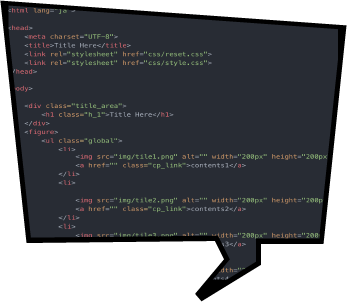 <html lang="ja">
<head>
<meta charset="UTF-8">
<title>Title Here</title>
<link rel="stylesheet" href="css/reset.css">
<link rel="stylesheet" href="css/style.css">
</head>
body>
<div class="title_area">
<h1 class="h_1">Title Here</h1>
</div>
<figure>
<ul class="global">
<li>
<img src="img/tile1.png" alt="" width="200px" height="200px
<a href="" class="cp_link">contents1</a>
</li>
<li>
<img src="img/tile2.png" alt="" width="200px" height="200px
<a href="" class="cp_link">contents2</a>
</li>
<li>
<img src="img/tile3.png" alt="" width="200px" height="200
3</a>
"200px"